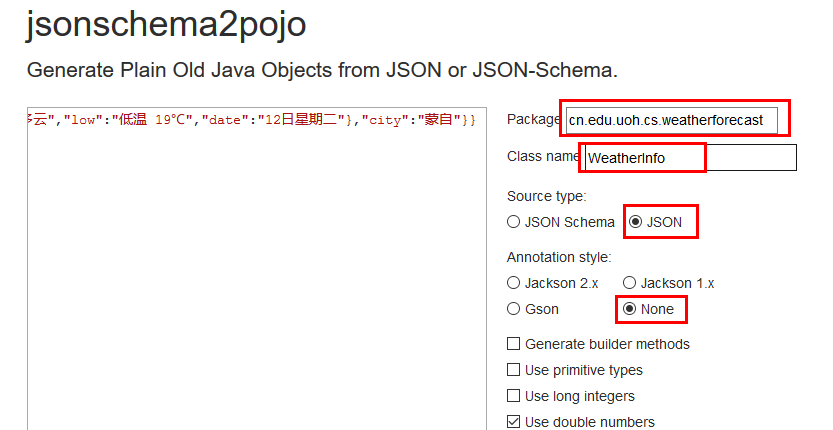 jsonschema2pojo
Generate Plain Old Java Objects from JSON or JSON-Schema.
云","low":"低温 19℃","date":"12日星期二"},"city":"蒙自"}}
Package cn.edu.uoh.cs.weatherforecast
Class name WeatherInfo
Source type:
JSON Schema JSON
Annotation style:
Jackson 2.x Jackson 1.x
Gson None
Generate builder methods
Use primitive types
Use long integers
Use double numbers